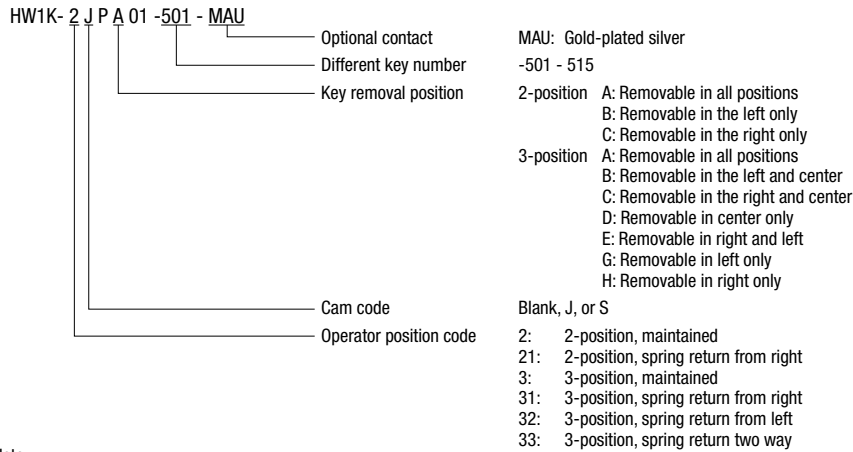 HW1K- 2 J P A 01 -501 - MAU
Optional contact MAU: Gold-plated silver
Different key number -501 - 515
Key removal position 2-position A: Removable in all positions
B: Removable in the left only
C: Removable in the right only
3-position A: Removable in all positions
B: Removable in the left and center
C: Removable in the right and center
D: Removable in center only
E: Removable in right and left
G: Removable in left only
H: Removable in right only
Cam code Blank, J, or S
Operator position code 2: 2-position, maintained
21: 2-position, spring return from right
3: 3-position, maintained
31: 3-position, spring return from right
32: 3-position, spring return from left
33: 3-position, spring return two way